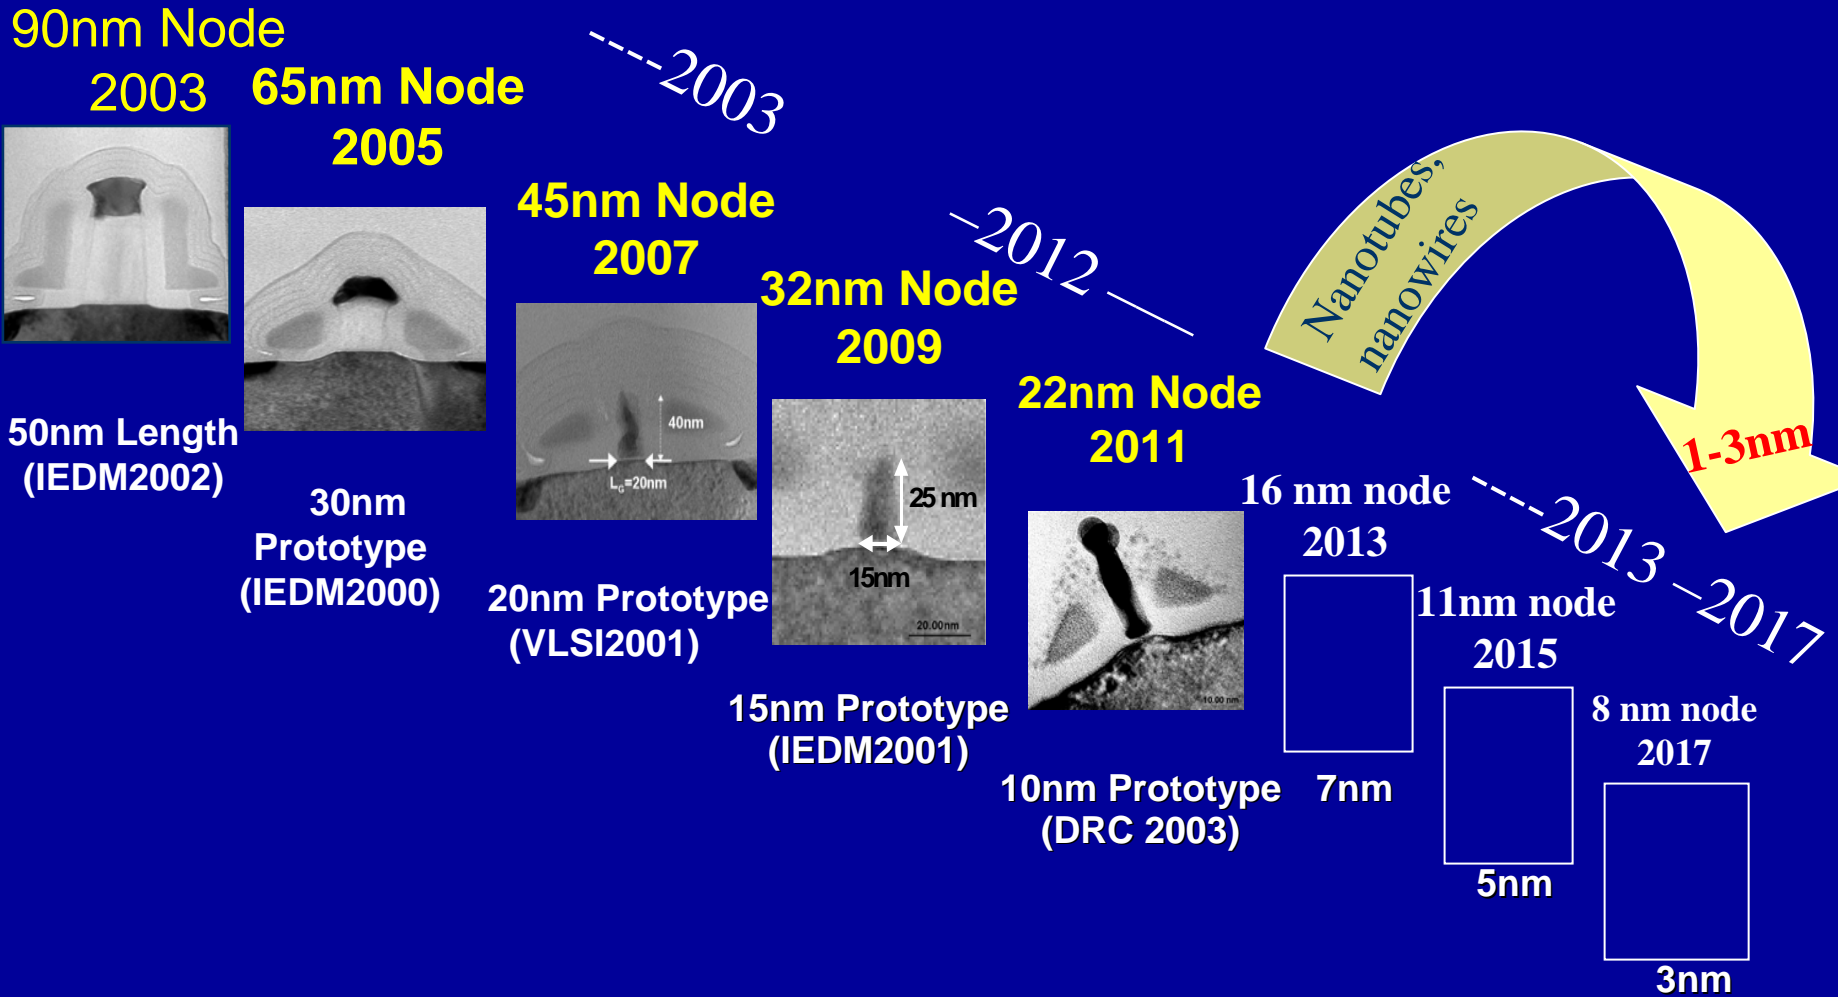 90nm Node
2003
65nm Node
2005
----2003
45nm Node
2007
–2012
32nm Node
2009
Nanotubes,
nanowires
22nm Node
2011
1-3nm
50nm Length
(IEDM2002)
30nm
Prototype
(IEDM2000)
40nm
LG=20nm
20nm Prototype
(VLSI2001)
25 nm
15nm
20.00nm
15nm Prototype
(IEDM2001)
10.00 nm
10nm Prototype
(DRC 2003)
16 nm node
2013
7nm
----2013 –2017
11nm node
2015
5nm
8 nm node
2017
3nm